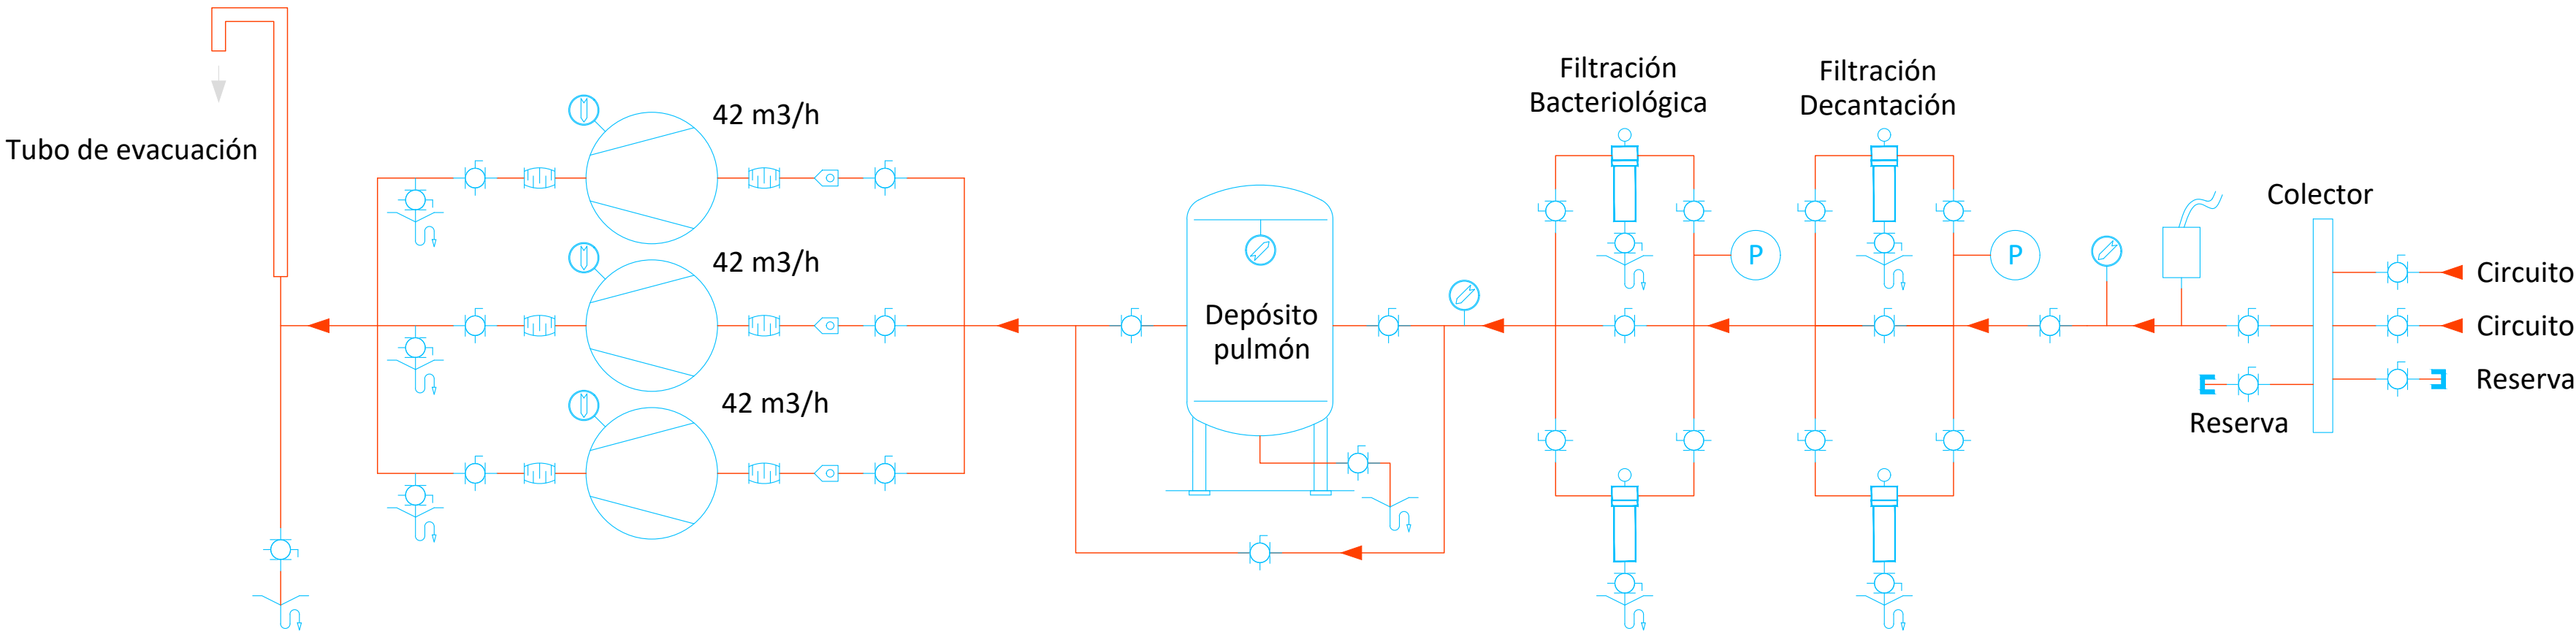 Filtración
Bacteriológica
Filtración
Decantación
42 m3/h
Tubo de evacuación
Colector
42 m3/h
P
P
Circuito
Depósito
pulmón
Circuito
42 m3/h
Reserva
Reserva